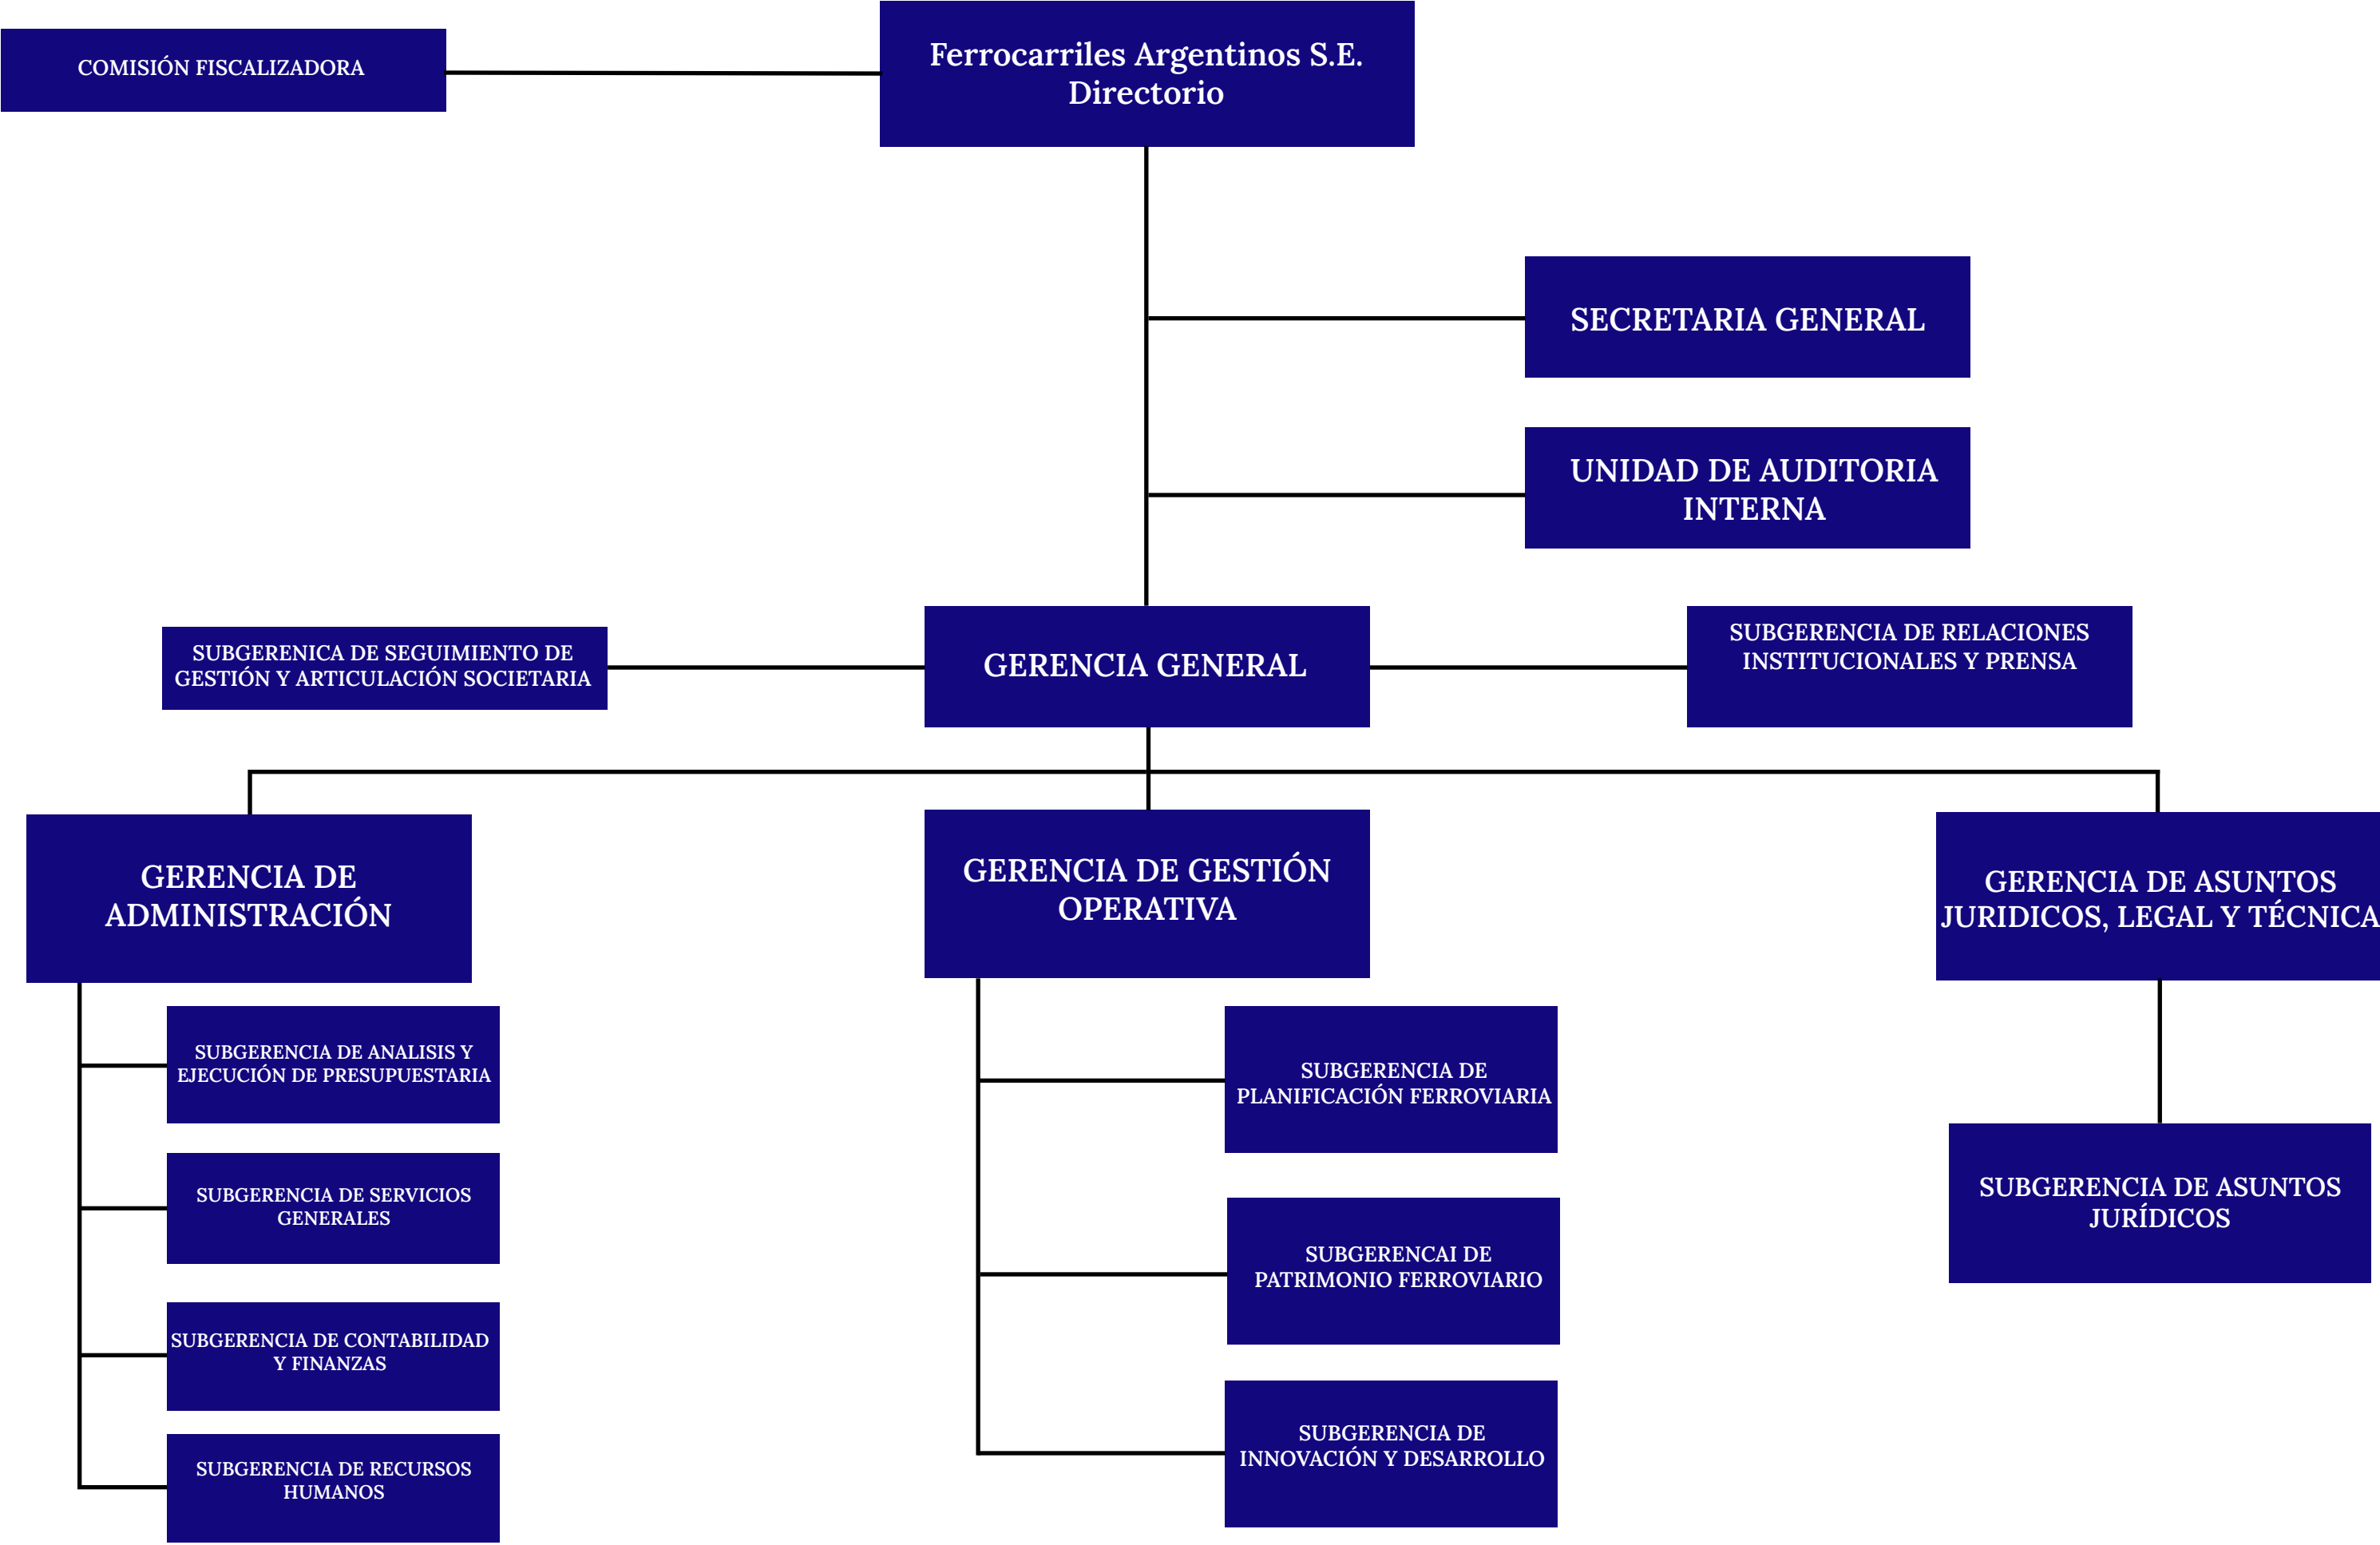 COMISIÓN FISCALIZADORA
Ferrocarriles Argentinos S.E.
Directorio
SECRETARIA GENERAL
UNIDAD DE AUDITORIA
INTERNA
SUBGERENICA DE SEGUIMIENTO DE
GESTIÓN Y ARTICULACIÓN SOCIETARIA
GERENCIA GENERAL
SUBGERENCIA DE RELACIONES
INSTITUCIONALES Y PRENSA
GERENCIA DE
ADMINISTRACIÓN
GERENCIA DE GESTIÓN
OPERATIVA
GERENCIA DE ASUNTOS
JURIDICOS, LEGAL Y TÉCNICA
SUBGERENCIA DE ANALISIS Y
EJECUCIÓN DE PRESUPUESTARIA
SUBGERENCIA DE SERVICIOS
GENERALES
SUBGERENCIA DE CONTABILIDAD
Y FINANZAS
SUBGERENCIA DE RECURSOS
HUMANOS
SUBGERENCIA DE
PLANIFICACIÓN FERROVIARIA
SUBGERENCAI DE
PATRIMONIO FERROVIARIO
SUBGERENCIA DE
INNOVACIÓN Y DESARROLLO
SUBGERENCIA DE ASUNTOS
JURÍDICOS